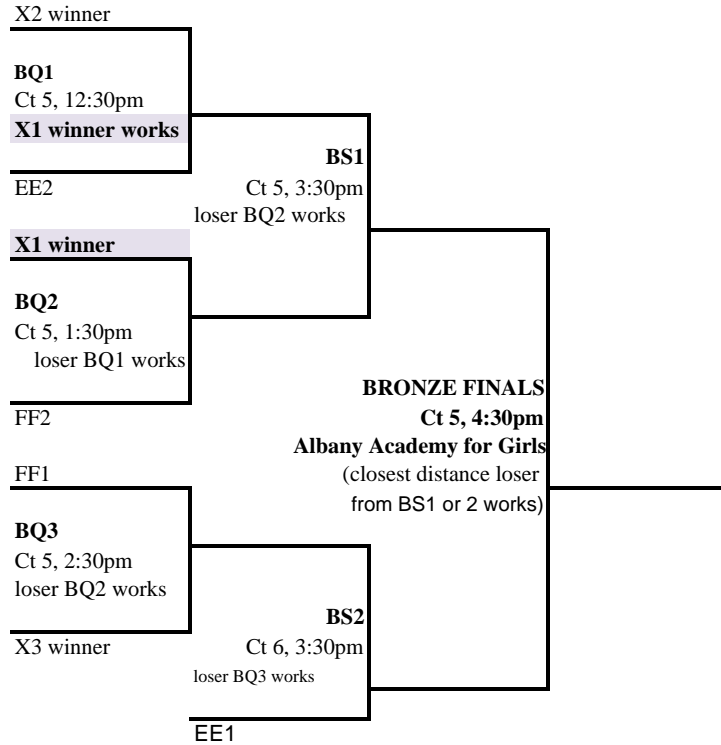 X2 winner
BQ1
Ct 5, 12:30pm
X1 winner works
EE2
BS1
Ct 5, 3:30pm
loser BQ2 works
X1 winner
BQ2
Ct 5, 1:30pm
loser BQ1 works
FF2
BRONZE FINALS
Ct 5, 4:30pm
Albany Academy for Girls
(closest distance loser
from BS1 or 2 works)
FF1
BQ3
Ct 5, 2:30pm
loser BQ2 works
X3 winner
BS2
Ct 6, 3:30pm
loser BQ3 works
EE1